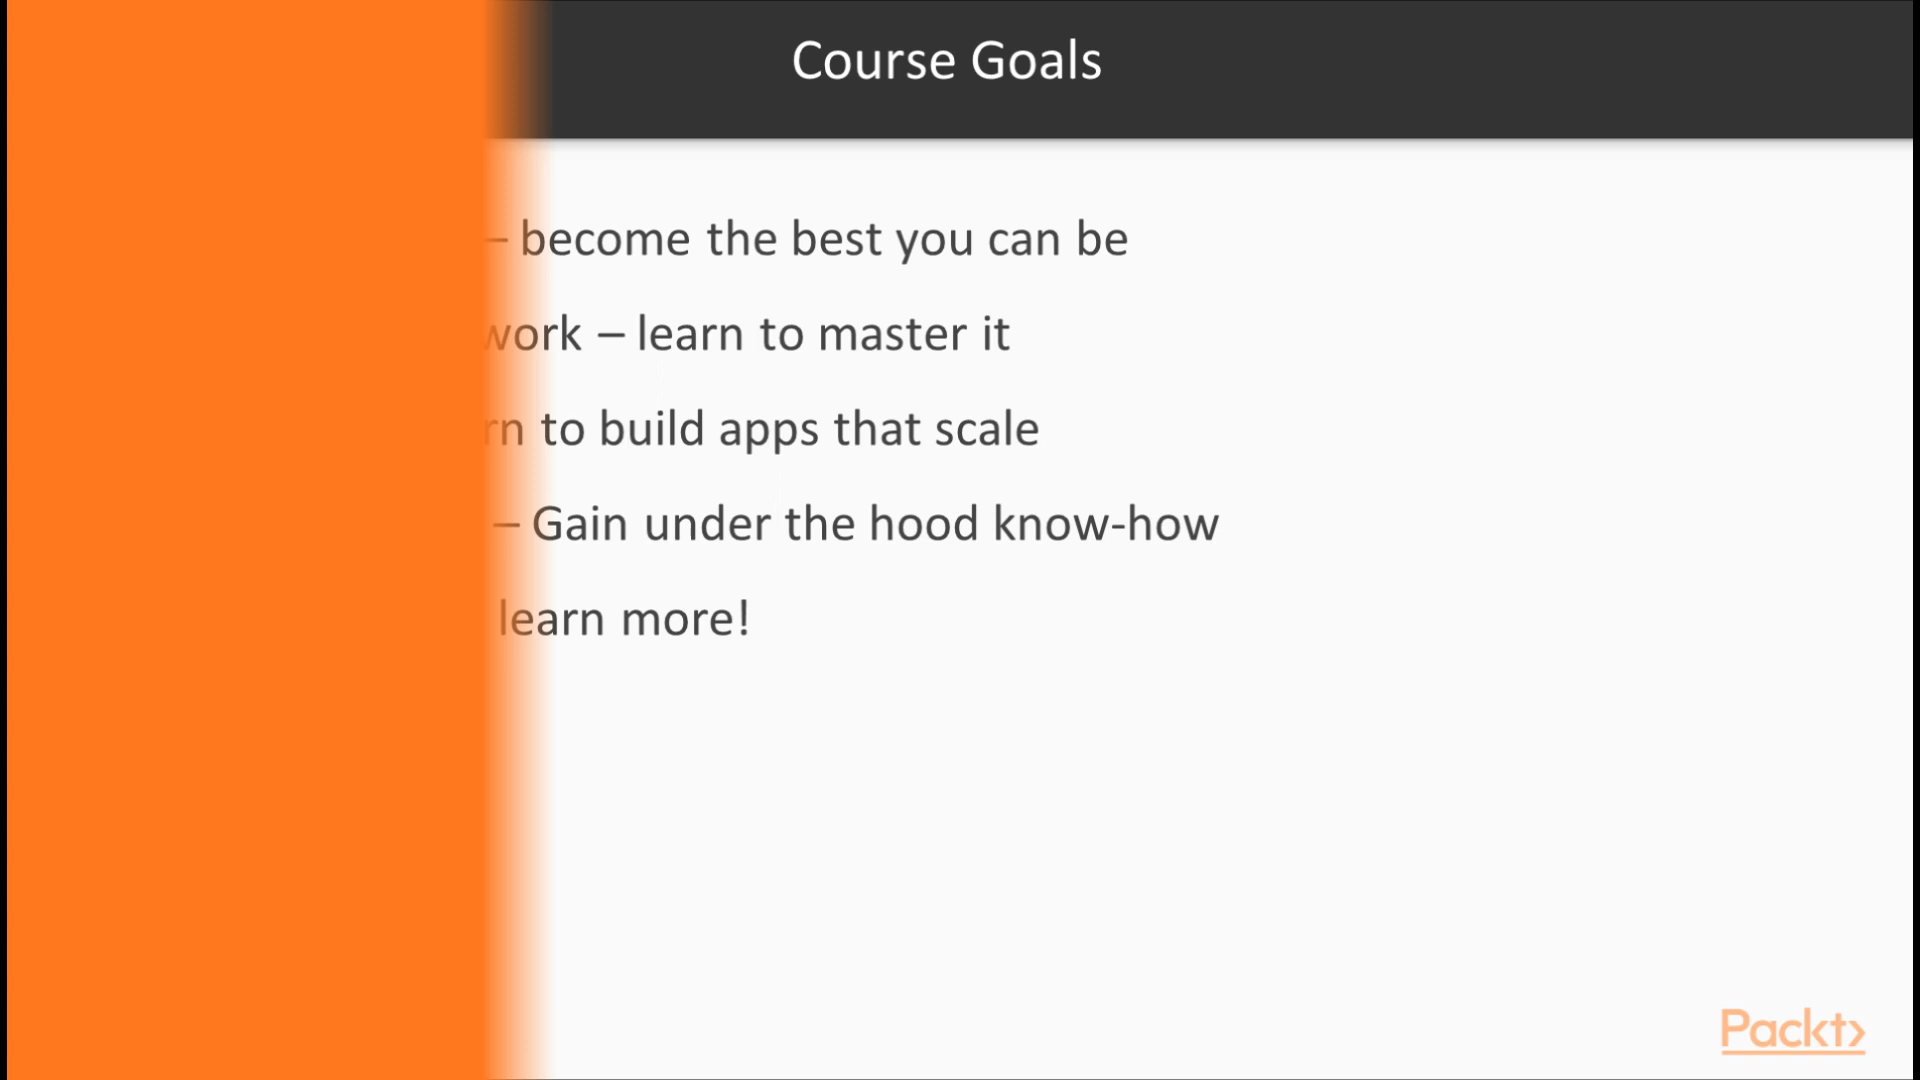 Course Goals
– become the best you can be
work – learn to master it
to build apps that scale
– Gain under the hood know-how
learn more!
Packt>